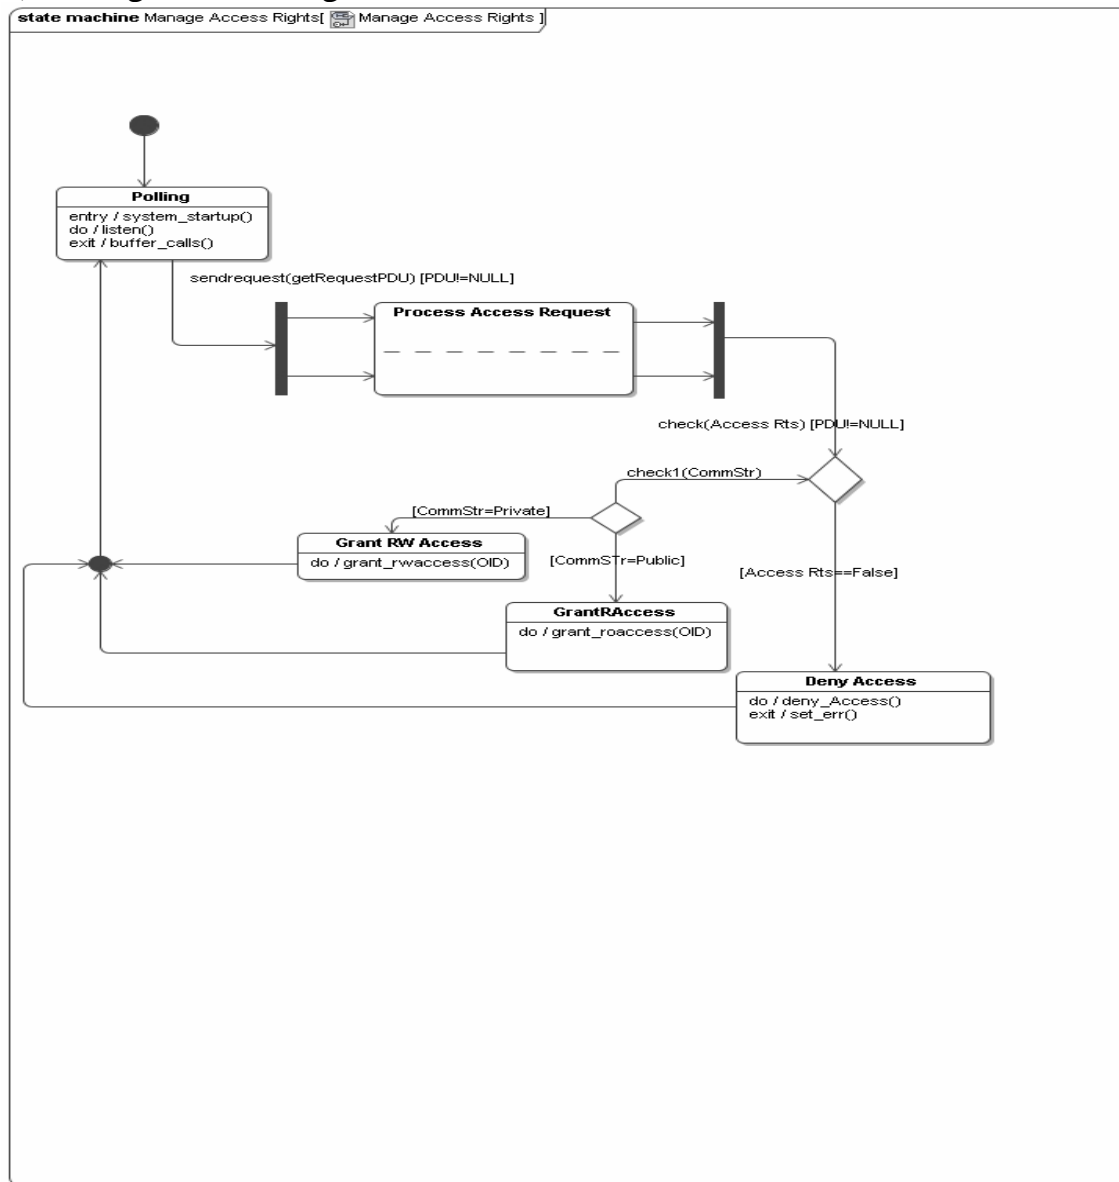 state machine Manage Access Rights[ Manage Access Rights ]
Polling
entry / system_startup()
do / listen()
exit / buffer_calls()
sendrequest(getRequestPDU) [PDU!=NULL]
Process Access Request
check(Access Rts) [PDU!=NULL]
check1(CommStr)
[CommStr=Private]
Grant RW Access
do / grant_rwaccess(OID)
[CommSTr=Public]
[Access Rts==False]
GrantRAccess
do / grant_roaccess(OID)
Deny Access
do / deny_Access()
exit / set_err()